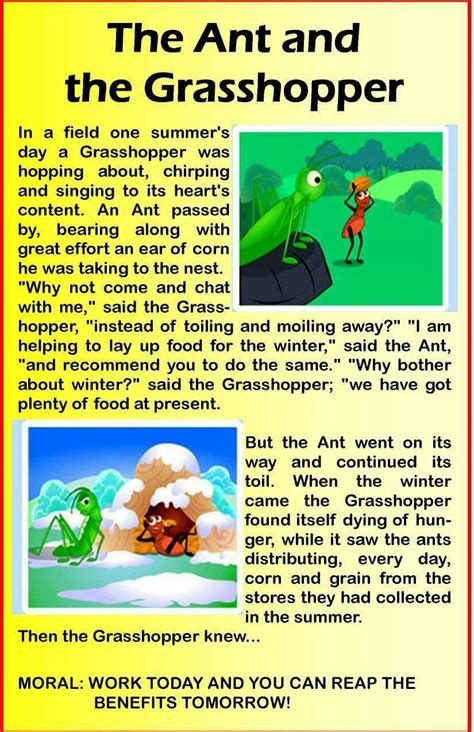 The Ant and
the Grasshopper
In a field one summer's
day a Grasshopper was
hopping about, chirping
and singing to its heart's
content. An Ant passed
by, bearing along with
great effort an ear of corn
he was taking to the nest.
"Why not come and chat
with me," said the Grass-
hopper, "instead of toiling and moiling away?" "I am
helping to lay up food for the winter," said the Ant,
"and recommend you to do the same." "Why bother
about winter?" said the Grasshopper; "we have got
plenty of food at present.
But the Ant went on its
way and continued its
toil. When the winter
came the Grasshopper
found itself dying of hun-
ger, while it saw the ants
distributing, every day,
corn and grain from the
stores they had collected
in the summer.
Then the Grasshopper knew...
MORAL: WORK TODAY AND YOU CAN REAP THE
BENEFITS TOMORROW!